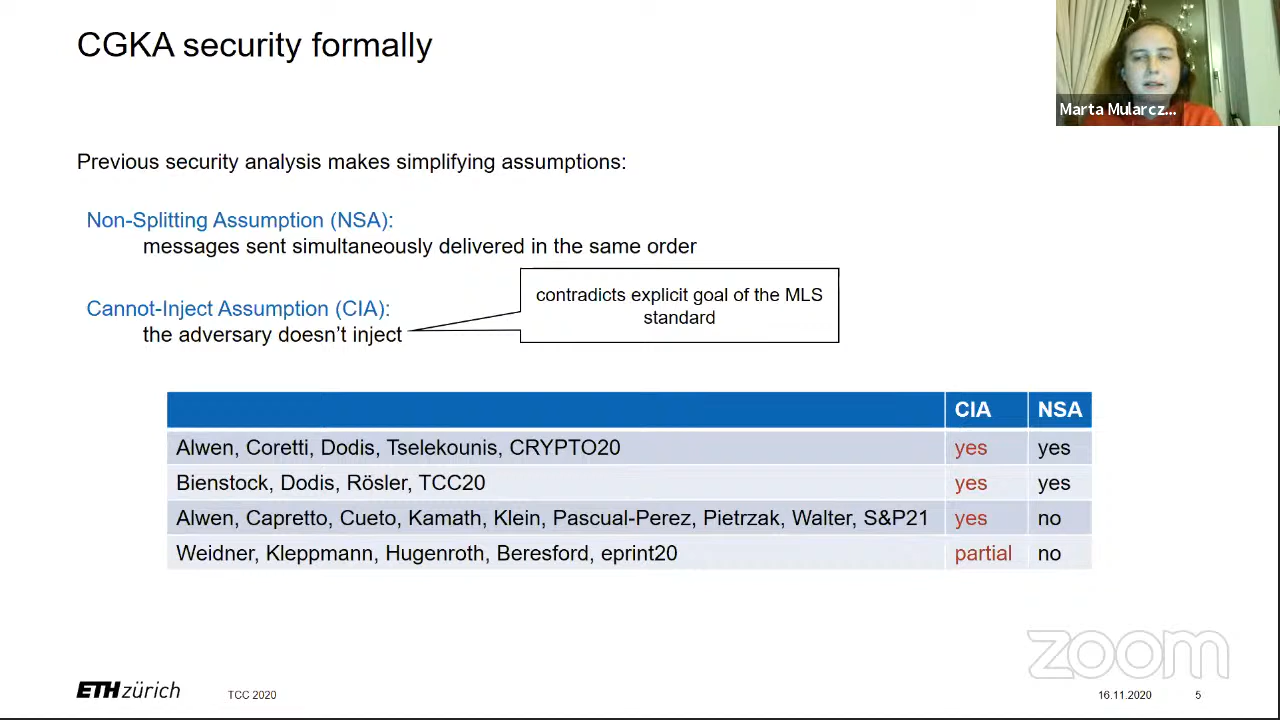 CGKA security formally
Marta Mularcz...
Previous security analysis makes simplifying assumptions:
Non-Splitting Assumption (NSA):
messages sent simultaneously delivered in the same order
Cannot-Inject Assumption (CIA):
the adversary doesn't inject
contradicts explicit goal of the MLS
standard
CIA NSA
Alwen, Coretti, Dodis, Tselekounis, CRYPTO20 yes yes
Bienstock, Dodis, Rösler, TCC20 yes yes
Alwen, Capretto, Cueto, Kamath, Klein, Pascual-Perez, Pietrzak, Walter, S&P21 yes no
Weidner, Kleppmann, Hugenroth, Beresford, eprint20 partial no
zoom
ETH zürich TCC 2020 16.11.2020 5